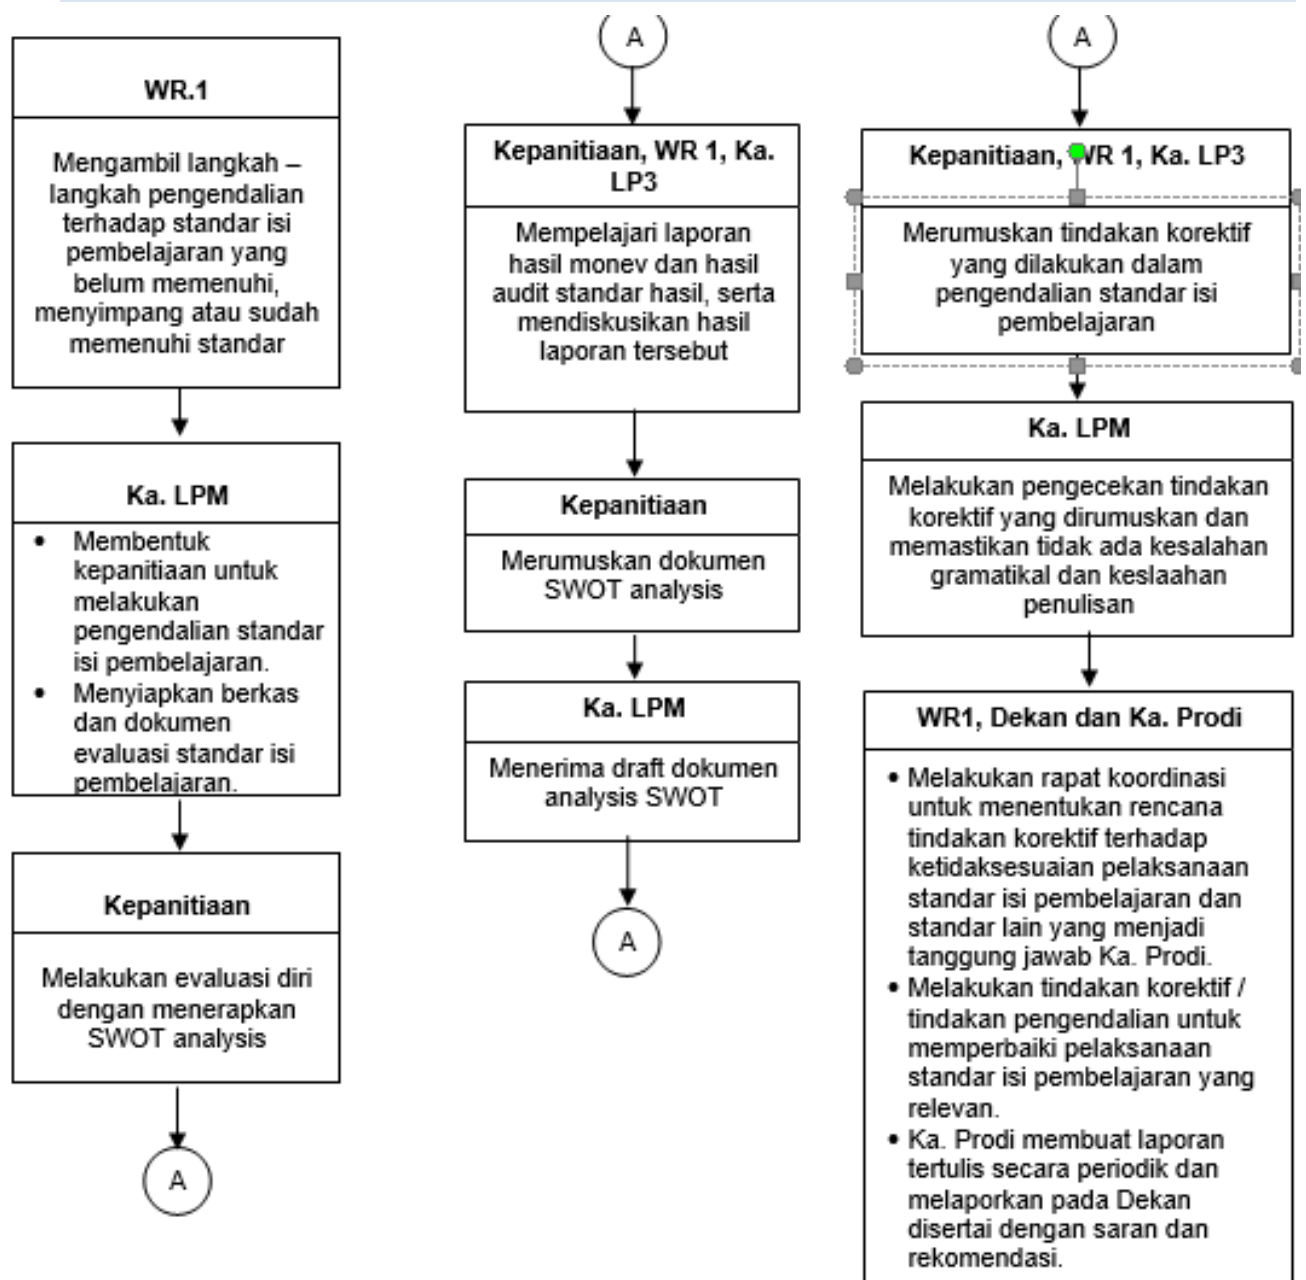 WR.1
Mengambil langkah –
langkah pengendalian
terhadap standar isi
pembelajaran yang
belum memenuhi,
menyimpang atau sudah
memenuhi standar
Ka. LPM
• Membentuk
kepanitiaan untuk
melakukan
pengendalian standar
isi pembelajaran.
• Menyiapkan berkas
dan dokumen
evaluasi standar isi
pembelajaran.
Kepanitiaan
Melakukan evaluasi diri
dengan menerapkan
SWOT analysis
A
A
Kepanitiaan, WR 1, Ka.
LP3
Mempelajari laporan
hasil monev dan hasil
audit standar hasil, serta
mendiskusikan hasil
laporan tersebut
Kepanitiaan
Merumuskan dokumen
SWOT analysis
Ka. LPM
Menerima draft dokumen
analysis SWOT
A
A
Kepanitiaan, WR 1, Ka. LP3
Merumuskan tindakan korektif
yang dilakukan dalam
pengendalian standar isi
pembelajaran
Ka. LPM
Melakukan pengecekan tindakan
korektif yang dirumuskan dan
memastikan tidak ada kesalahan
gramatikal dan keslaahan
penulisan
WR1, Dekan dan Ka. Prodi
• Melakukan rapat koordinasi
untuk menentukan rencana
tindakan korektif terhadap
ketidaksesuaian pelaksanaan
standar isi pembelajaran dan
standar lain yang menjadi
tanggung jawab Ka. Prodi.
• Melakukan tindakan korektif /
tindakan pengendalian untuk
memperbaiki pelaksanaan
standar isi pembelajaran yang
relevan.
• Ka. Prodi membuat laporan
tertulis secara periodik dan
melaporkan pada Dekan
disertai dengan saran dan
rekomendasi.